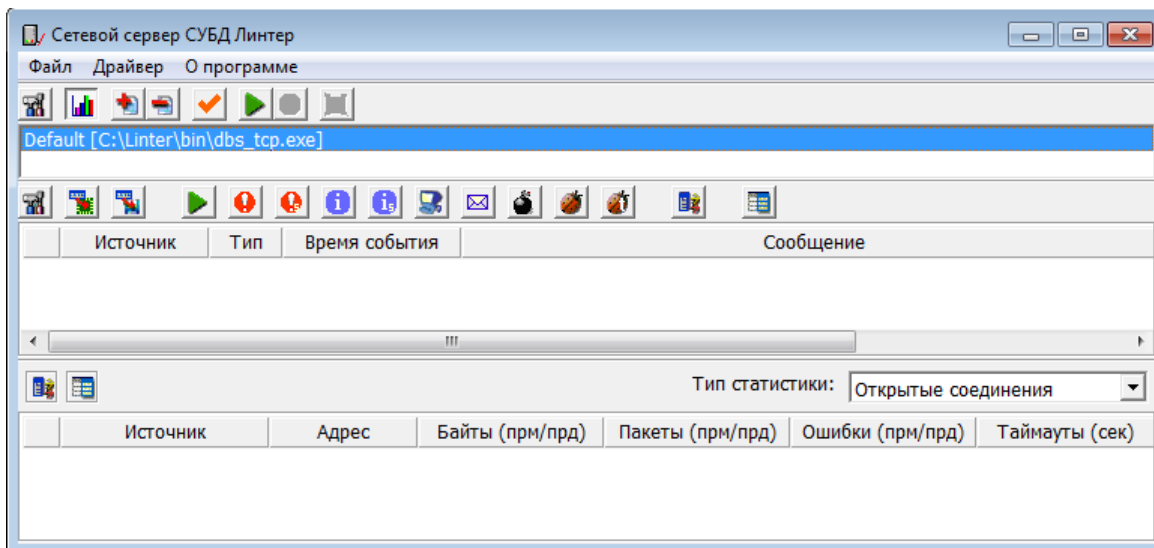 Сетевой сервер СУБД Линтер
Файл Драйвер О программе
Default [C:\Linter\bin\dbs_tcp.exe]
Источник Тип Время события Сообщение
Тип статистики: Открытые соединения
Источник Адрес Байты (прм/прд) Пакеты (прм/прд) Ошибки (прм/прд) Таймауты (сек)